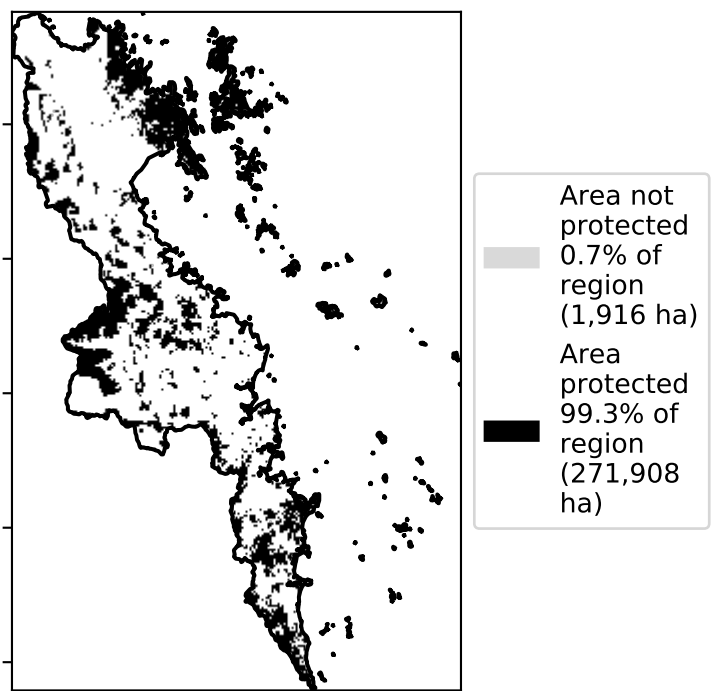 Area not
protected
0.7% of
region
(1,916 ha)
Area
protected
99.3% of
region
(271,908
ha)